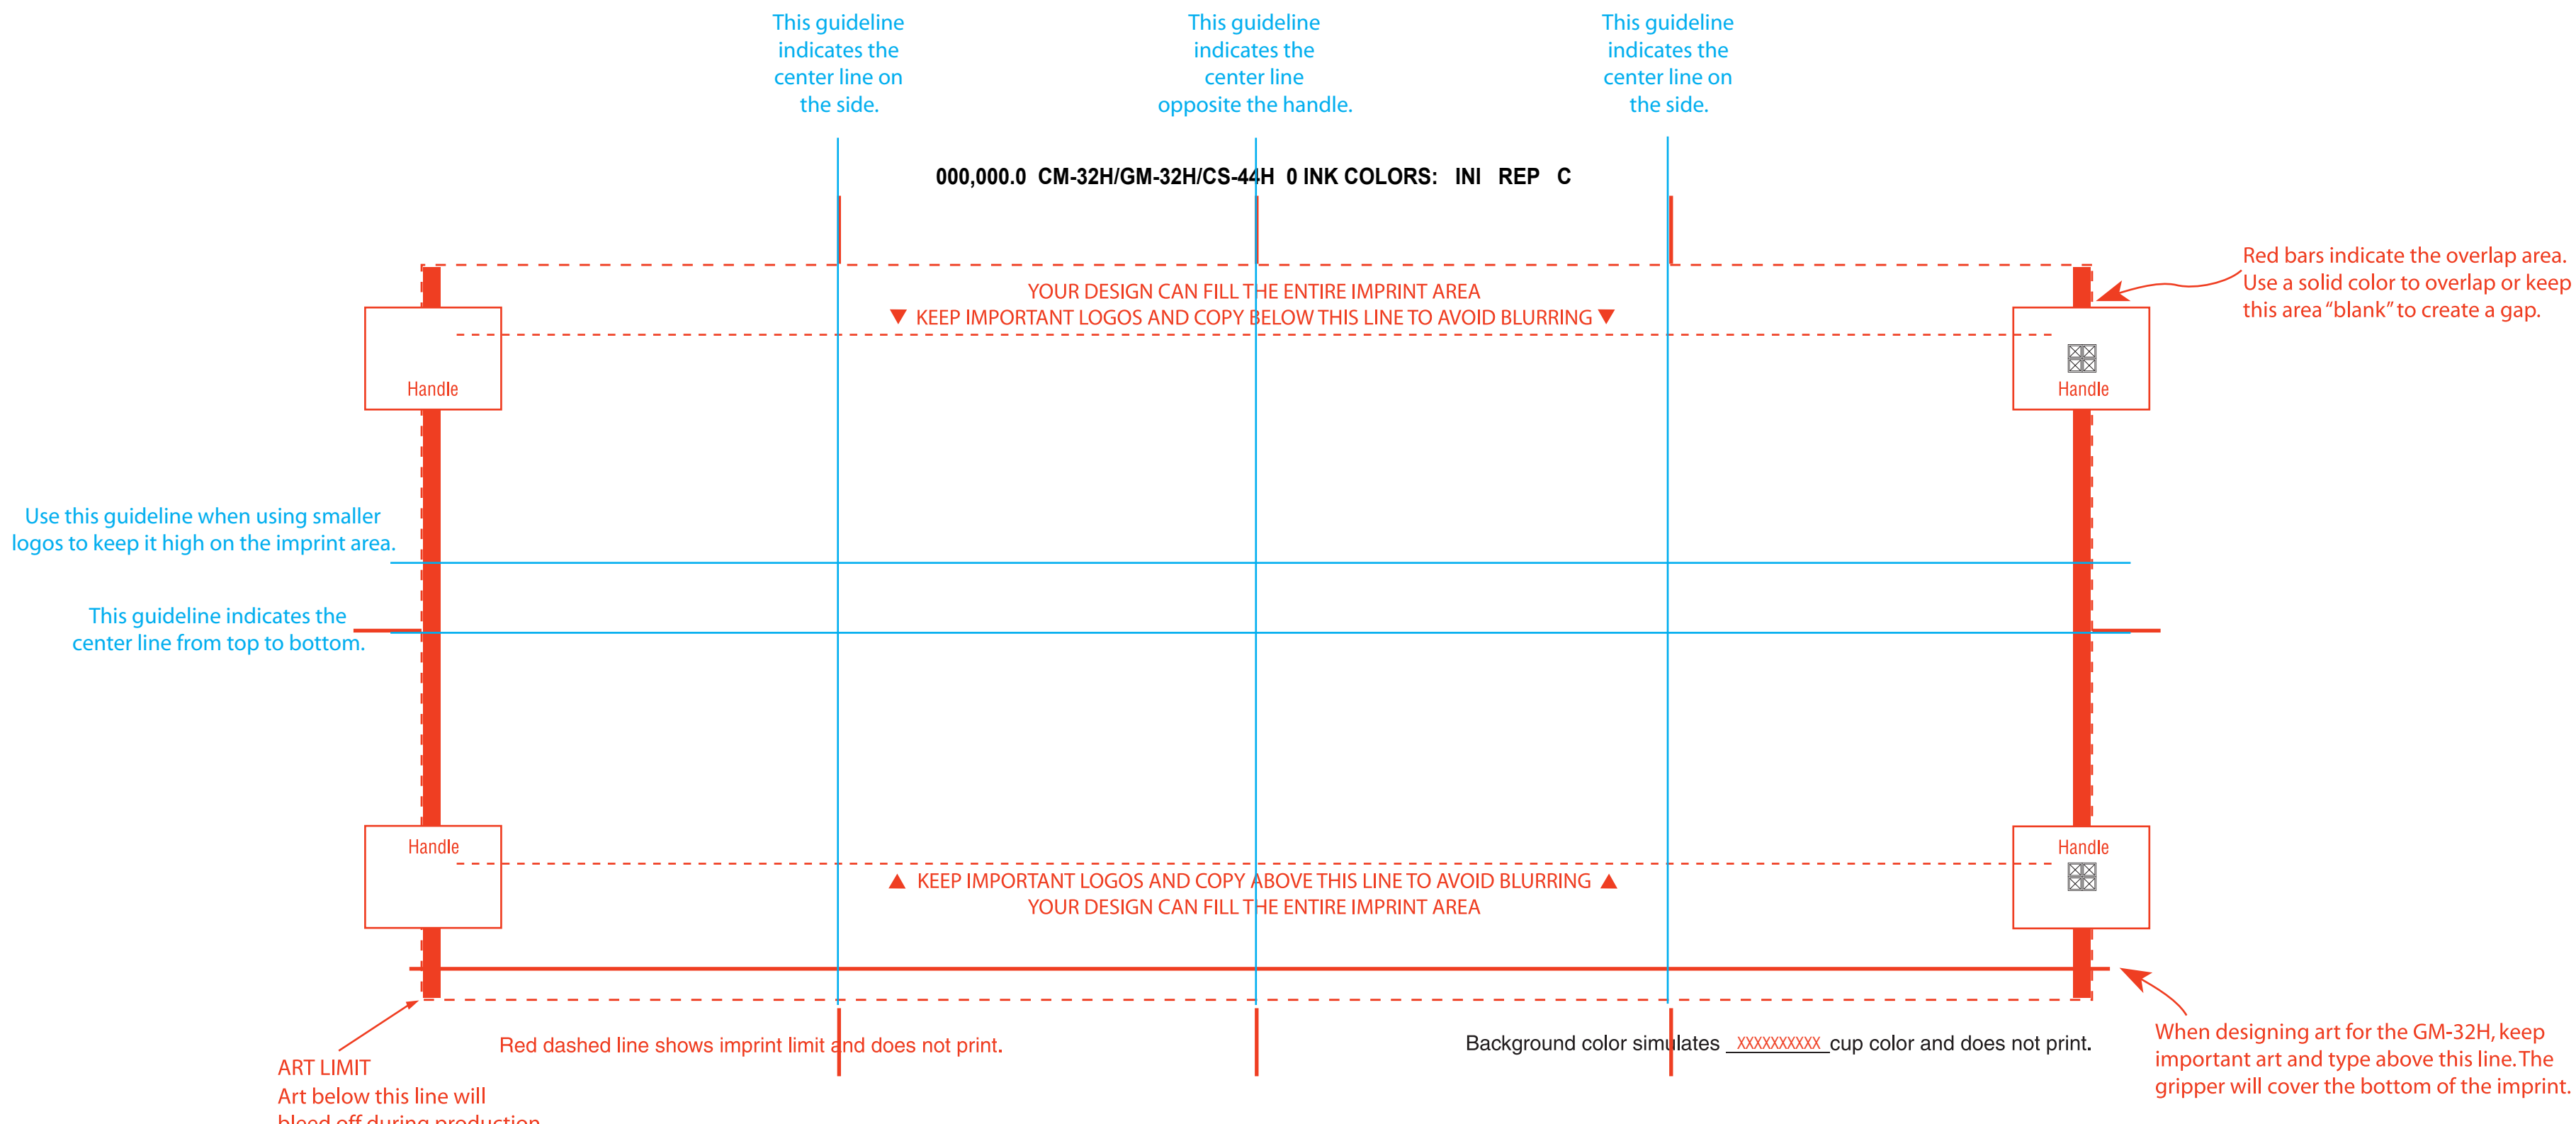 This guideline
indicates the
center line on
the side.
This guideline
indicates the
center line
opposite the handle.
This guideline
indicates the
center line on
the side.
000,000.0  CM-32H/GM-32H/CS-44H  0 INK COLORS:   INI   REP   C
Red bars indicate the overlap area.
Use a solid color to overlap or keep
this area “blank” to create a gap.
YOUR DESIGN CAN FILL THE ENTIRE IMPRINT AREA
▼ KEEP IMPORTANT LOGOS AND COPY BELOW THIS LINE TO AVOID BLURRING ▼
Handle
Handle
Use this guideline when using smaller
logos to keep it high on the imprint area.
This guideline indicates the
center line from top to bottom.
Handle
Handle
▲ KEEP IMPORTANT LOGOS AND COPY ABOVE THIS LINE TO AVOID BLURRING ▲
YOUR DESIGN CAN FILL THE ENTIRE IMPRINT AREA
Red dashed line shows imprint limit and does not print.
Background color simulates XXXXXXXXXX cup color and does not print.
When designing art for the GM-32H, keep
important art and type above this line. The
gripper will cover the bottom of the imprint.
ART LIMIT
Art below this line will
bleed off during production